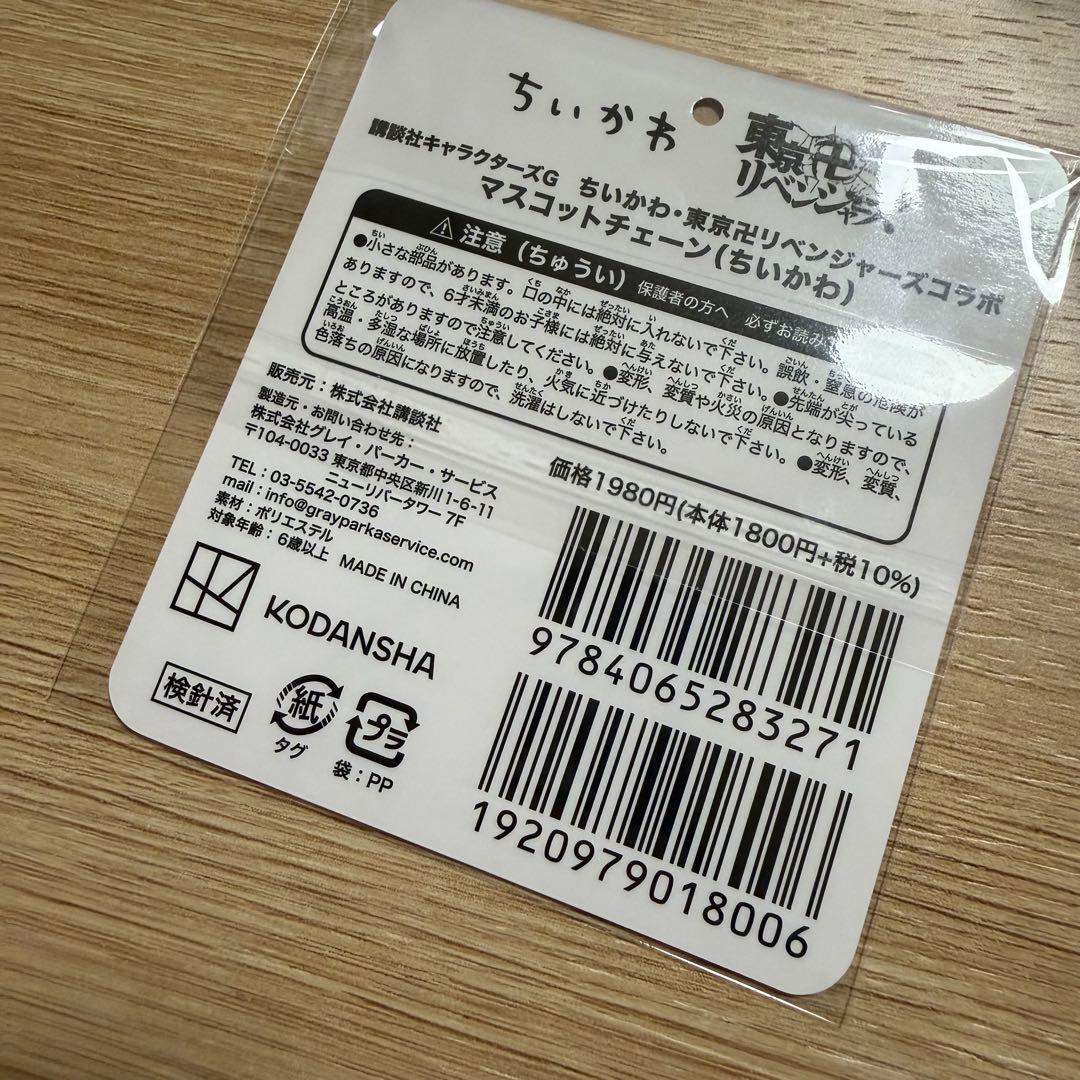 ちいかわ
東京卍
リベンジャーズ
講談社キャラクターズG ちいかわ・東京卍リベンジャーズコラボ
マスコットチェーン(ちいかわ)
注意(ちゅうい) 保護者の方へ 必ずお読み
●小さな部品があります。口の中には絶対に入れないで下さい。誤飲・窒息の危険が
ありますので、6才未満のお子様には絶対に与えないで下さい。●先端が尖っている
ところがありますので注意してください。●変形、変質や火災の原因となりますので、
高温・多湿な場所に放置したり、火気に近づけたりしないで下さい。●変形、変質、
色落ちの原因になりますので、洗濯はしないで下さい。
販売元:株式会社講談社
製造元・お問い合わせ先:
株式会社グレイ・パーカー・サービス
〒104-0033 東京都中央区新川1-6-11
ニューリバータワー 7F
TEL:03-5542-0736
mail:info@grayparkaservice.com
素材:ポリエステル
対象年齢:6歳以上 MADE IN CHINA
価格1980円(本体1800円+税10%)
9784065283271
1920979018006
KODANSHA
検針済
紙
タグ
プラ
袋:PP